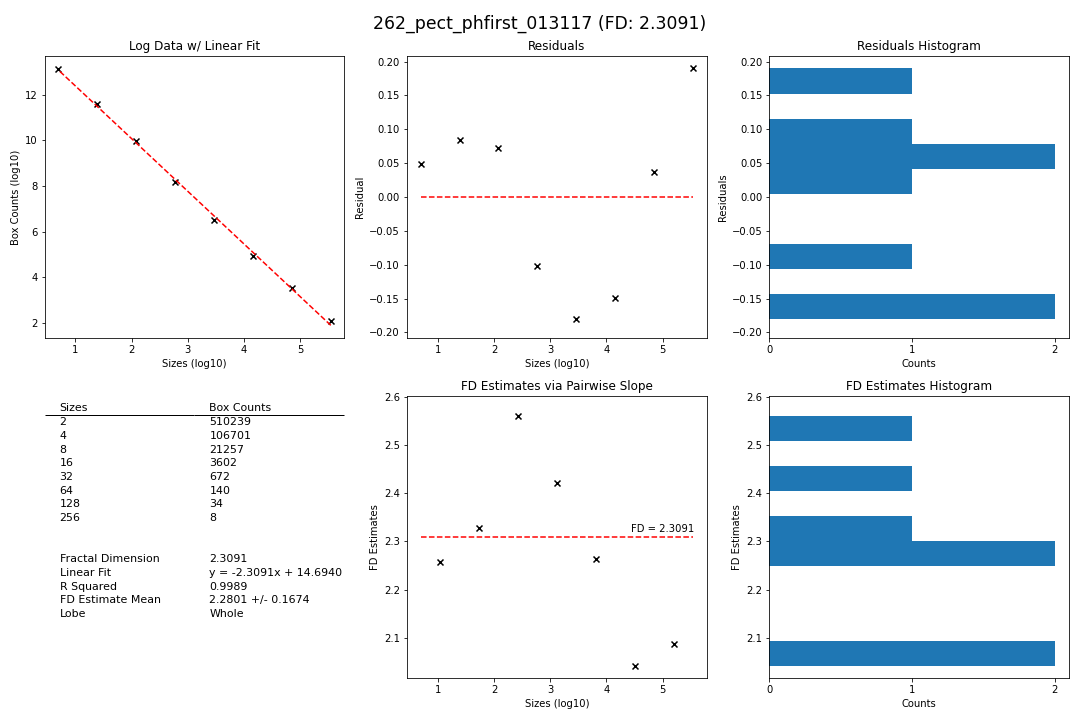 262_pect_phfirst_013117 (FD: 2.3091)
Log Data w/ Linear Fit
Box Counts (log10)
12
10
8
6
4
2
1 2 3 4 5
Sizes (log10)
Residuals
Residual
0.20
0.15
0.10
0.05
0.00
−0.05
−0.10
−0.15
−0.20
1 2 3 4 5
Sizes (log10)
Residuals Histogram
Residuals
0.20
0.15
0.10
0.05
0.00
−0.05
−0.10
−0.15
−0.20
0 1 2
Counts
Sizes Box Counts
2 510239
4 106701
8 21257
16 3602
32 672
64 140
128 34
256 8
Fractal Dimension 2.3091
Linear Fit y = -2.3091x + 14.6940
R Squared 0.9989
FD Estimate Mean 2.2801 +/- 0.1674
Lobe Whole
FD Estimates via Pairwise Slope
FD Estimates
2.6
2.5
2.4
2.3
2.2
2.1
FD = 2.3091
1 2 3 4 5
Sizes (log10)
FD Estimates Histogram
FD Estimates
2.6
2.5
2.4
2.3
2.2
2.1
0 1 2
Counts